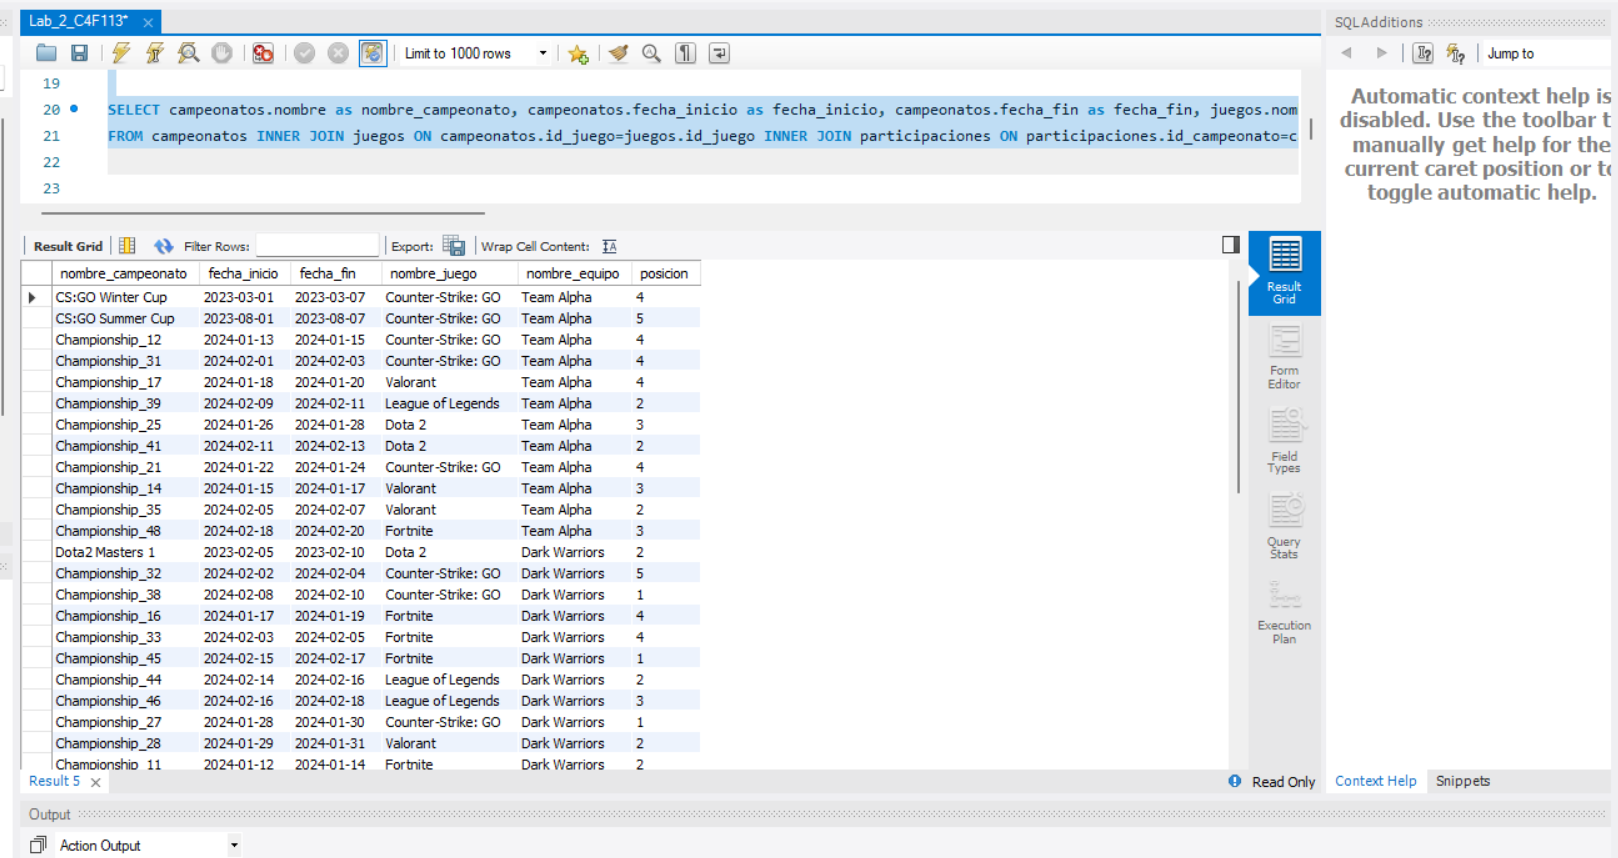 Lab_2_C4F113*
SQLAdditions
Limit to 1000 rows
Jump to
19
20 SELECT campeonatos.nombre as nombre_campeonato, campeonatos.fecha_inicio as fecha_inicio, campeonatos.fecha_fin as fecha_fin, juegos.nom
21 FROM campeonatos INNER JOIN juegos ON campeonatos.id_juego=juegos.id_juego INNER JOIN participaciones ON participaciones.id_campeonato=c
22
23
Automatic context help is
disabled. Use the toolbar t
manually get help for the
current caret position or to
toggle automatic help.
Result Grid Filter Rows: Export: Wrap Cell Content: IA
nombre_campeonato fecha_inicio fecha_fin nombre_juego nombre_equipo posicion
CS:GO Winter Cup 2023-03-01 2023-03-07 Counter-Strike: GO Team Alpha 4
CS:GO Summer Cup 2023-08-01 2023-08-07 Counter-Strike: GO Team Alpha 5
Championship_12 2024-01-13 2024-01-15 Counter-Strike: GO Team Alpha 4
Championship_31 2024-02-01 2024-02-03 Counter-Strike: GO Team Alpha 4
Championship_17 2024-01-18 2024-01-20 Valorant Team Alpha 4
Championship_39 2024-02-09 2024-02-11 League of Legends Team Alpha 2
Championship_25 2024-01-26 2024-01-28 Dota 2 Team Alpha 3
Championship_41 2024-02-11 2024-02-13 Dota 2 Team Alpha 2
Championship_21 2024-01-22 2024-01-24 Counter-Strike: GO Team Alpha 4
Championship_14 2024-01-15 2024-01-17 Valorant Team Alpha 3
Championship_35 2024-02-05 2024-02-07 Valorant Team Alpha 2
Championship_48 2024-02-18 2024-02-20 Fortnite Team Alpha 3
Dota2 Masters 1 2023-02-05 2023-02-10 Dota 2 Dark Warriors 2
Championship_32 2024-02-02 2024-02-04 Counter-Strike: GO Dark Warriors 5
Championship_38 2024-02-08 2024-02-10 Counter-Strike: GO Dark Warriors 1
Championship_16 2024-01-17 2024-01-19 Fortnite Dark Warriors 4
Championship_33 2024-02-03 2024-02-05 Fortnite Dark Warriors 4
Championship_45 2024-02-15 2024-02-17 Fortnite Dark Warriors 1
Championship_44 2024-02-14 2024-02-16 League of Legends Dark Warriors 2
Championship_46 2024-02-16 2024-02-18 League of Legends Dark Warriors 3
Championship_27 2024-01-28 2024-01-30 Counter-Strike: GO Dark Warriors 1
Championship_28 2024-01-29 2024-01-31 Valorant Dark Warriors 2
Championship_11 2024-01-12 2024-01-14 Fortnite Dark Warriors 2
Result
Grid
Form
Editor
Field
Types
Query
Stats
Execution
Plan
Result 5
Read Only
Context Help Snippets
Output
Action Output